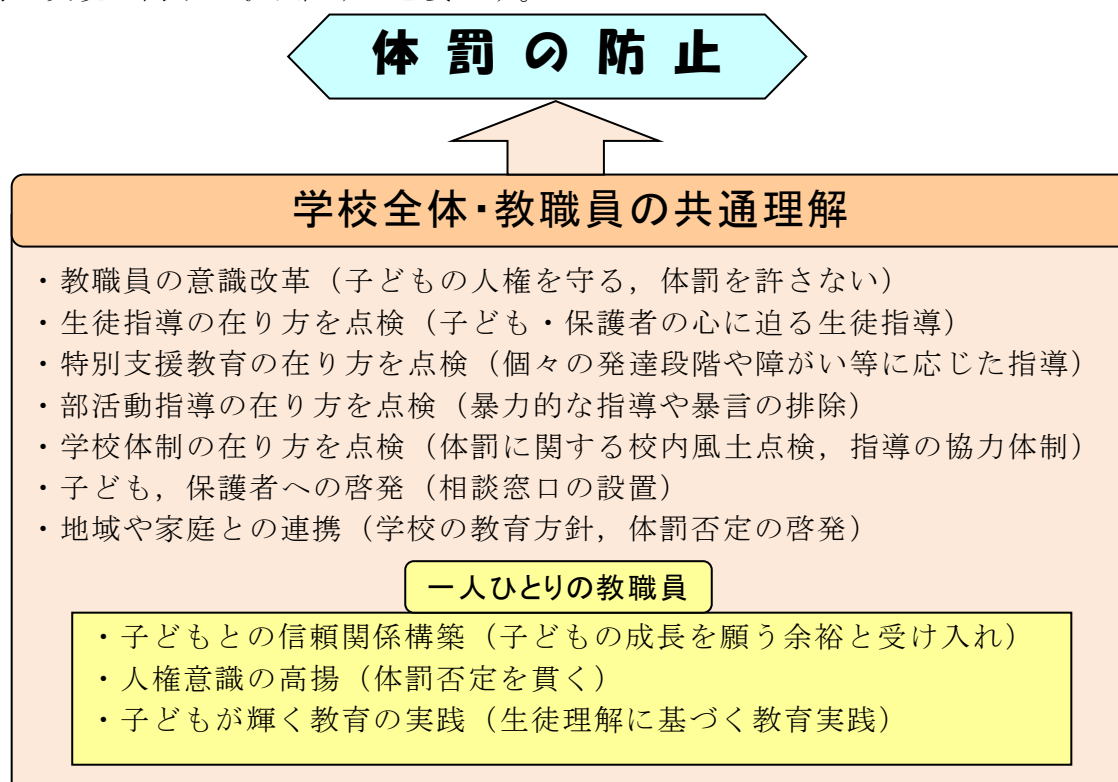 体罰の防止
学校全体・教職員の共通理解
・教職員の意識改革（子どもの人権を守る，体罰を許さない）
・生徒指導の在り方を点検（子ども・保護者の心に迫る生徒指導）
・特別支援教育の在り方を点検（個々の発達段階や障がい等に応じた指導）
・部活動指導の在り方を点検（暴力的な指導や暴言の排除）
・学校体制の在り方を点検（体罰に関する校内風土点検，指導の協力体制）
・子ども，保護者への啓発（相談窓口の設置）
・地域や家庭との連携（学校の教育方針，体罰否定の啓発）
一人ひとりの教職員
・子どもとの信頼関係構築（子どもの成長を願う余裕と受け入れ）
・人権意識の高揚（体罰否定を貫く）
・子どもが輝く教育の実践（生徒理解に基づく教育実践）